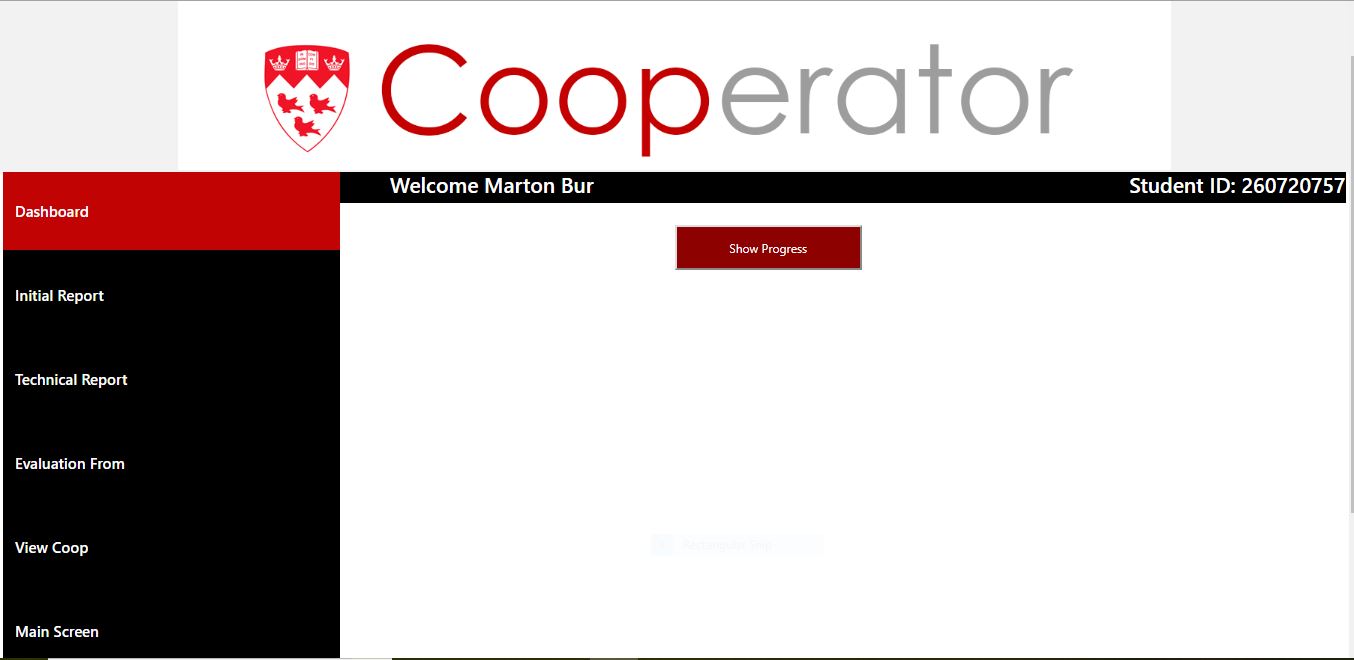 Cooperator
Welcome Marton Bur
Student ID: 260720757
Dashboard
Show Progress
Initial Report
Technical Report
Evaluation From
View Coop
Rectangular Snip
Main Screen